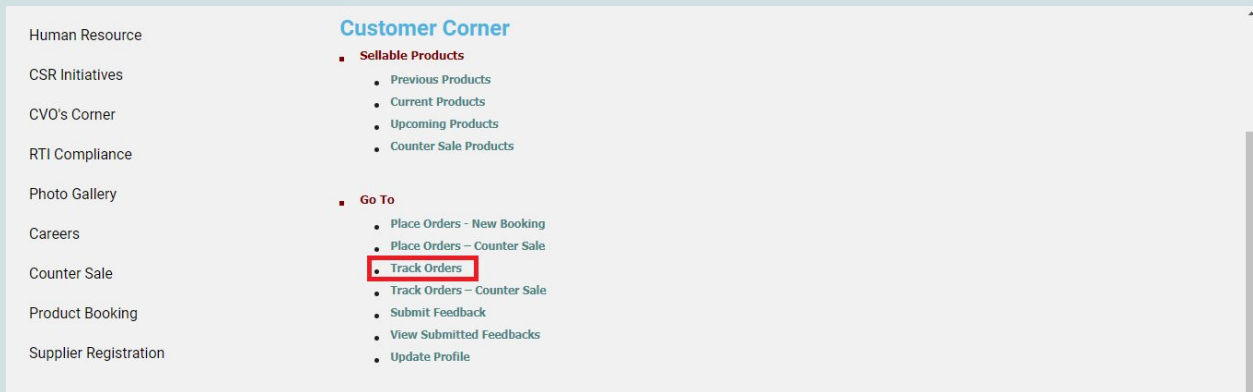 Human Resource
CSR Initiatives
CVO's Corner
RTI Compliance
Photo Gallery
Careers
Counter Sale
Product Booking
Supplier Registration
Customer Corner
Sellable Products
Previous Products
Current Products
Upcoming Products
Counter Sale Products
Go To
Place Orders - New Booking
Place Orders – Counter Sale
Track Orders
Track Orders – Counter Sale
Submit Feedback
View Submitted Feedbacks
Update Profile